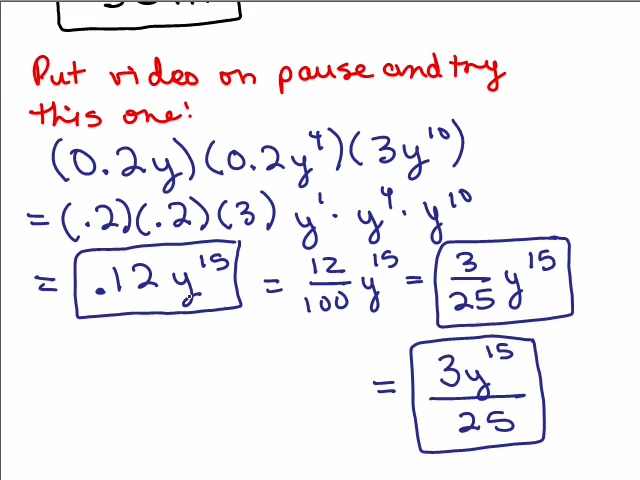 Put video on pause and try
this one!
(0.2y)(0.2y⁴)(3y¹⁰)
= (.2)(.2)(3) y¹ · y⁴ · y¹⁰
= .12y¹⁵ = 12/100 y¹⁵ = 3/25 y¹⁵
= 3y¹⁵/25